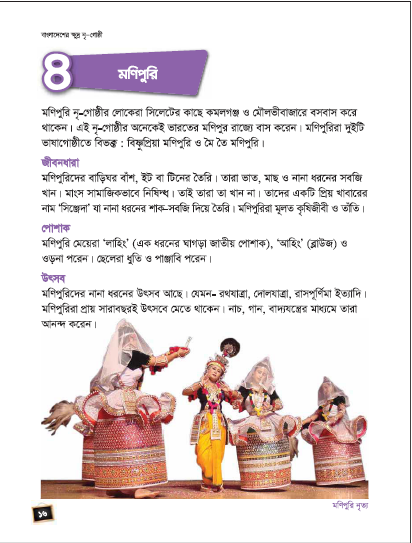 বাংলাদেশের ক্ষুদ্র নৃ-গোষ্ঠী
৪
মণিপুরি
মণিপুরি নৃ-গোষ্ঠীর লোকেরা সিলেটের কাছে কমলগঞ্জ ও মৌলভীবাজারে বসবাস করে
থাকেন। এই নৃ-গোষ্ঠীর অনেকেই ভারতের মণিপুর রাজ্যে বাস করেন। মণিপুরিরা দুইটি
ভাষাগোষ্ঠীতে বিভক্ত : বিষ্ণুপ্রিয়া মণিপুরি ও মৈ তৈ মণিপুরি।
জীবনধারা
মণিপুরিদের বাড়িঘর বাঁশ, ইট বা টিনের তৈরি। তারা ভাত, মাছ ও নানা ধরনের সবজি
খান। মাংস সামাজিকভাবে নিষিদ্ধ। তাই তারা তা খান না। তাদের একটি প্রিয় খাবারের
নাম ‘সিঞ্জেদা’ যা নানা ধরনের শাক-সবজি দিয়ে তৈরি। মণিপুরিরা মূলত কৃষিজীবী ও তাঁতি।
পোশাক
মণিপুরি মেয়েরা ‘লাহিং’ (এক ধরনের ঘাগড়া জাতীয় পোশাক), ‘আহিং’ (ব্লাউজ) ও
ওড়না পরেন। ছেলেরা ধুতি ও পাঞ্জাবি পরেন।
উৎসব
মণিপুরিদের নানা ধরনের উৎসব আছে। যেমন- রথযাত্রা, দোলযাত্রা, রাসপূর্ণিমা ইত্যাদি।
মণিপুরিরা প্রায় সারাবছরই উৎসবে মেতে থাকেন। নাচ, গান, বাদ্যযন্ত্রের মাধ্যমে তারা
আনন্দ করেন।
মণিপুরি নৃত্য
১৬